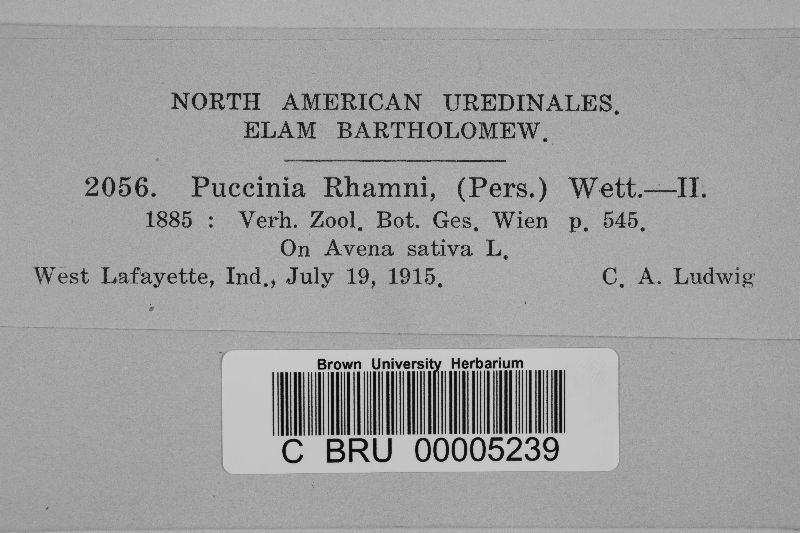 NORTH AMERICAN UREDINALES.
ELAM BARTHOLOMEW.
2056. Puccinia Rhamni, (Pers.) Wett.—II.
1885 : Verh. Zool. Bot. Ges. Wien p. 545.
On Avena sativa L.
West Lafayette, Ind., July 19, 1915. C. A. Ludwig
Brown University Herbarium
C BRU 00005239